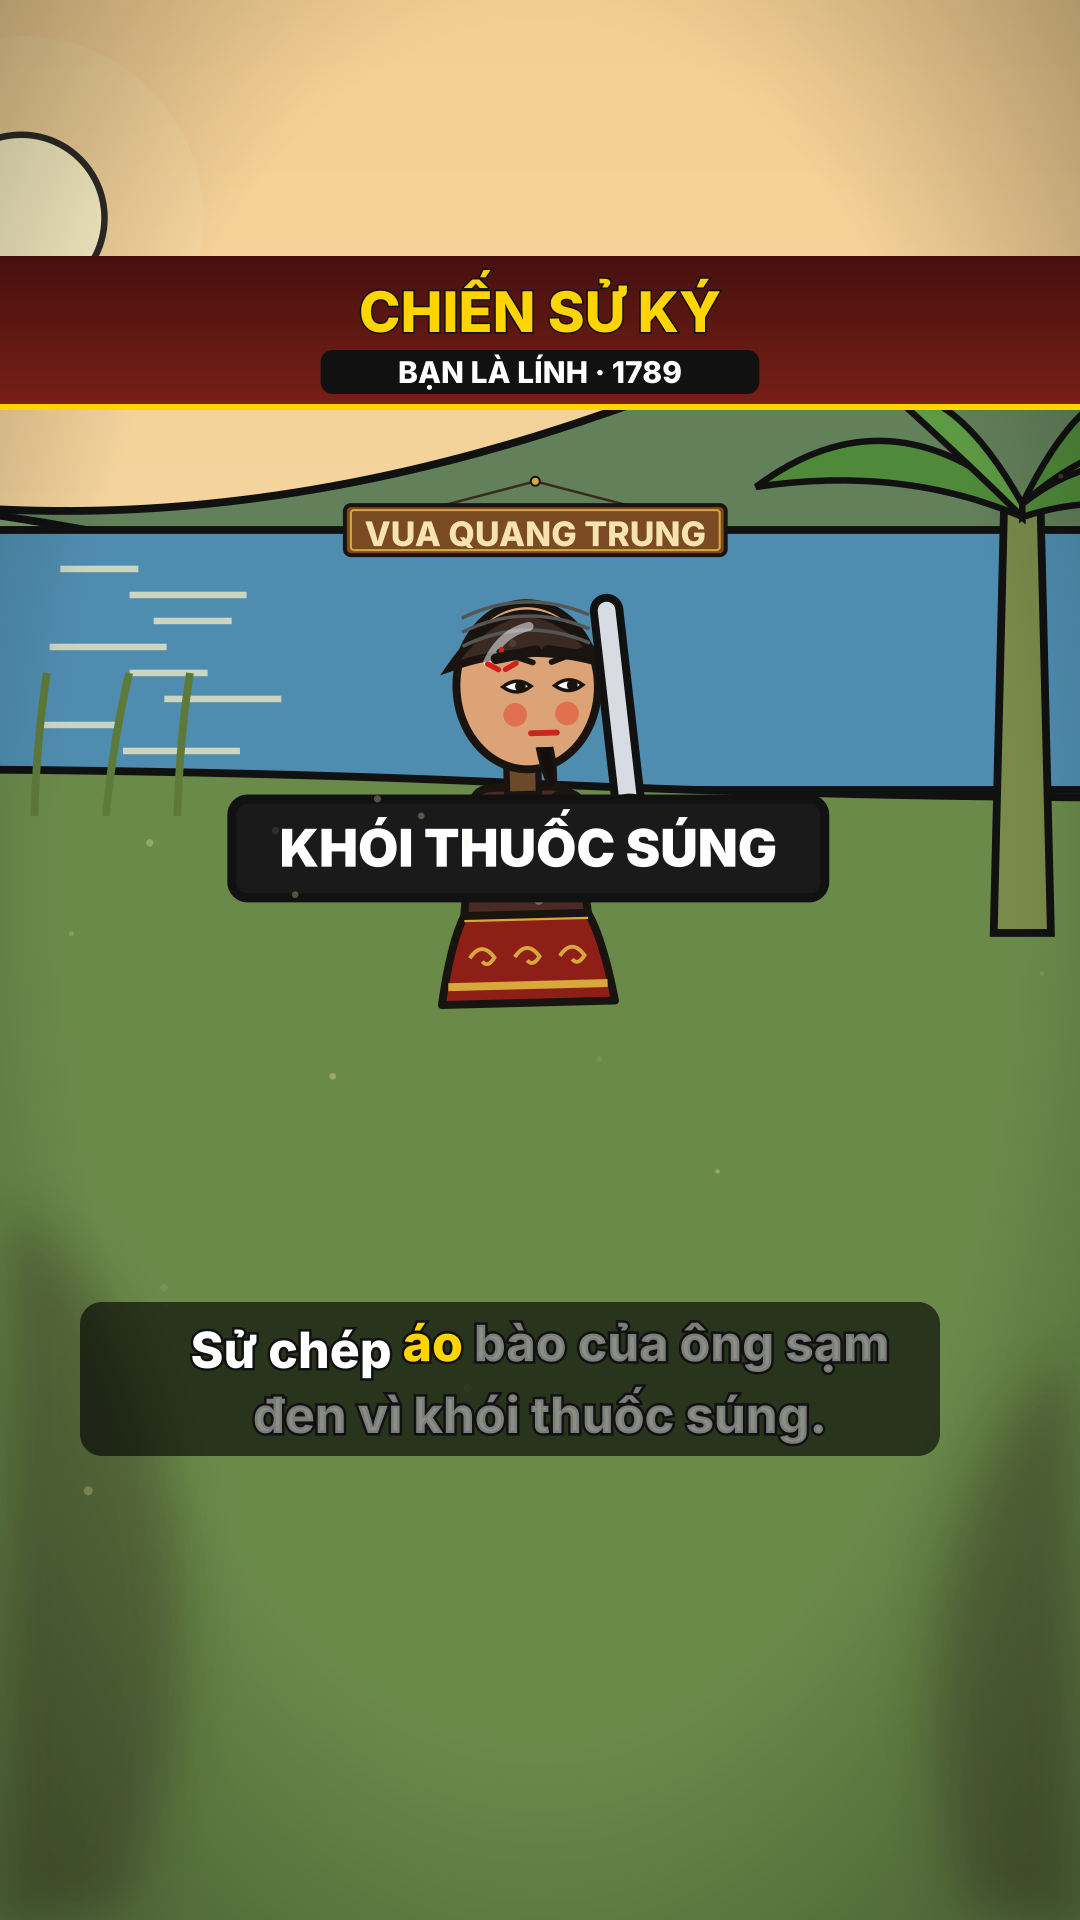 CHIẾN SỬ KÝ
BẠN LÀ LÍNH · 1789
VUA QUANG TRUNG
KHÓI THUỐC SÚNG
Sử chép áo bào của ông sạm
đen vì khói thuốc súng.